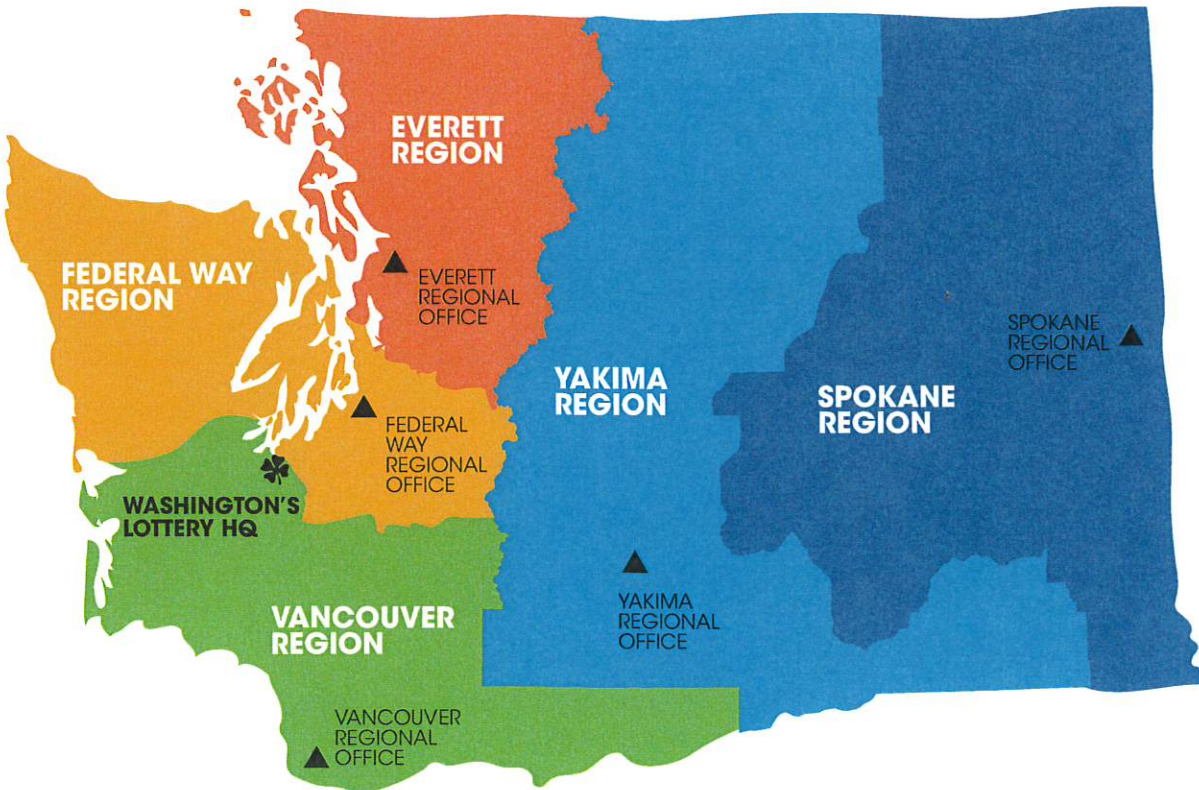 EVERETT
REGION
FEDERAL WAY
REGION
EVERETT
REGIONAL
OFFICE
SPOKANE
REGIONAL
OFFICE
YAKIMA
REGION
SPOKANE
REGION
FEDERAL
WAY
REGIONAL
OFFICE
WASHINGTON'S
LOTTERY HQ
VANCOUVER
REGION
YAKIMA
REGIONAL
OFFICE
VANCOUVER
REGIONAL
OFFICE